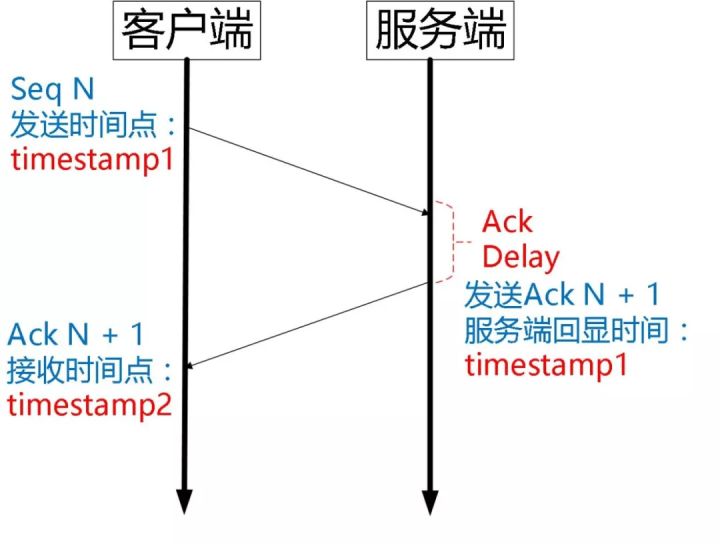 客户端
服务端
Seq N
发送时间点：
timestamp1
Ack
Delay
发送Ack N + 1
服务端回显时间：
timestamp1
Ack N + 1
接收时间点：
timestamp2